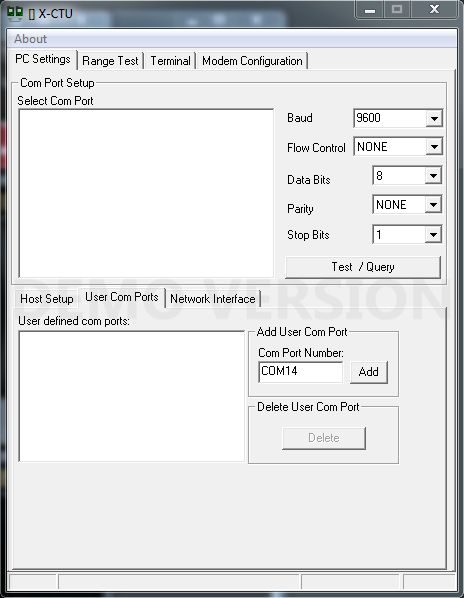 [] X-CTU
About
PC Settings Range Test Terminal Modem Configuration
Com Port Setup
Select Com Port
Baud 9600
Flow Control NONE
Data Bits 8
Parity NONE
Stop Bits 1
Test / Query
DEMO VERSION
Host Setup User Com Ports Network Interface
User defined com ports:
Add User Com Port
Com Port Number:
COM14 Add
Delete User Com Port
Delete